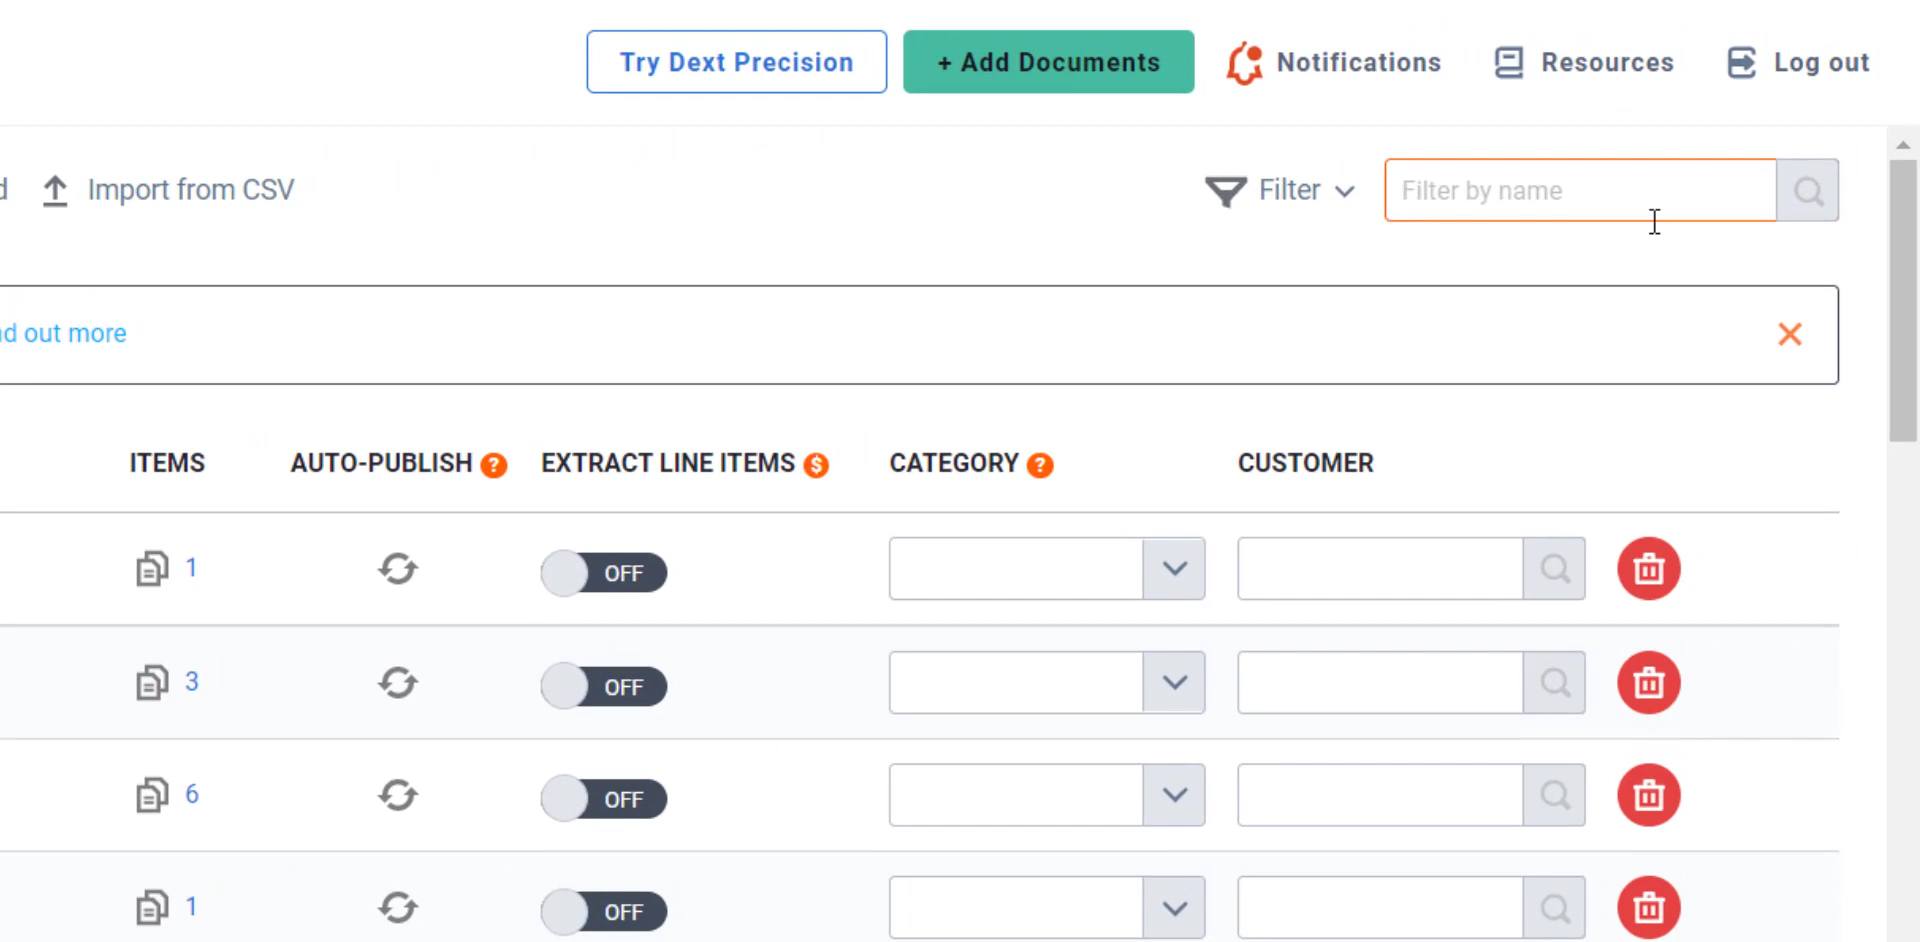 Try Dext Precision
+ Add Documents
Notifications
Resources
Log out
d
Import from CSV
Filter
Filter by name
d out more
ITEMS
AUTO-PUBLISH ?
EXTRACT LINE ITEMS $
CATEGORY ?
CUSTOMER
1
OFF
3
OFF
6
OFF
1
OFF